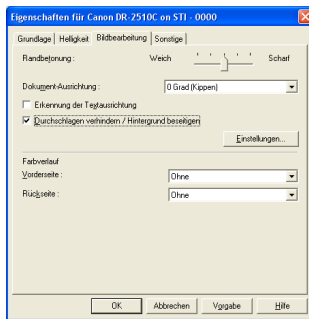 Eigenschaften für Canon DR-2510C on STI - 0000
Grundlage Helligkeit Bildbearbeitung Sonstige
Randbetonung : Weich Scharf
Dokument-Ausrichtung : 0 Grad (Kippen)
Erkennung der Textausrichtung
Durchschlagen verhindern / Hintergrund beseitigen
Einstellungen...
Farbverlauf
Vorderseite : Ohne
Rückseite : Ohne
OK Abbrechen Vorgabe Hilfe